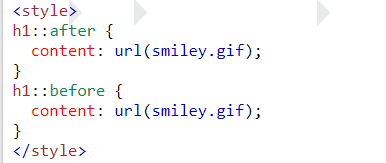 <style>
h1::after {
  content: url(smiley.gif);
}
h1::before {
  content: url(smiley.gif);
}
</style>